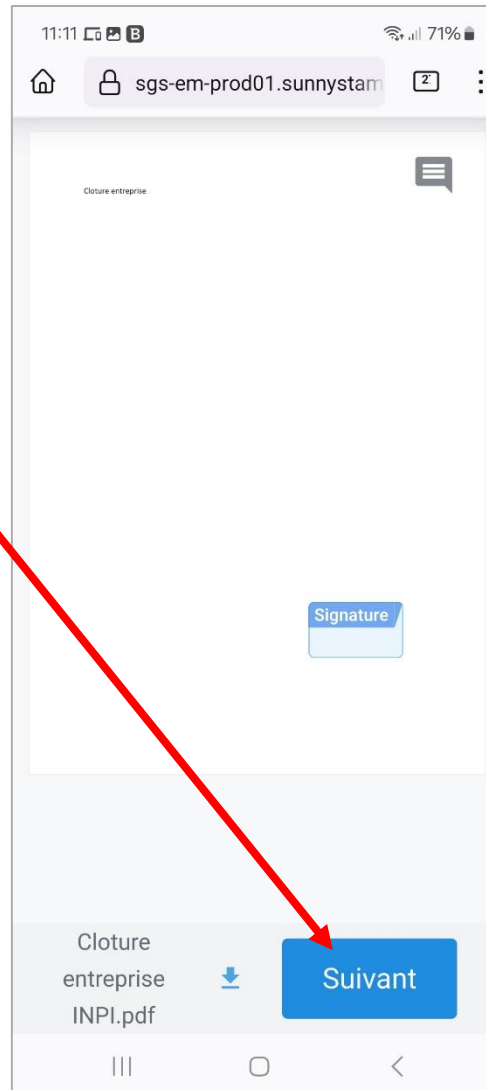 11:11 71%
sgs-em-prod01.sunnystam 2
Cloture entreprise
Signature
Cloture
entreprise
INPI.pdf
Suivant